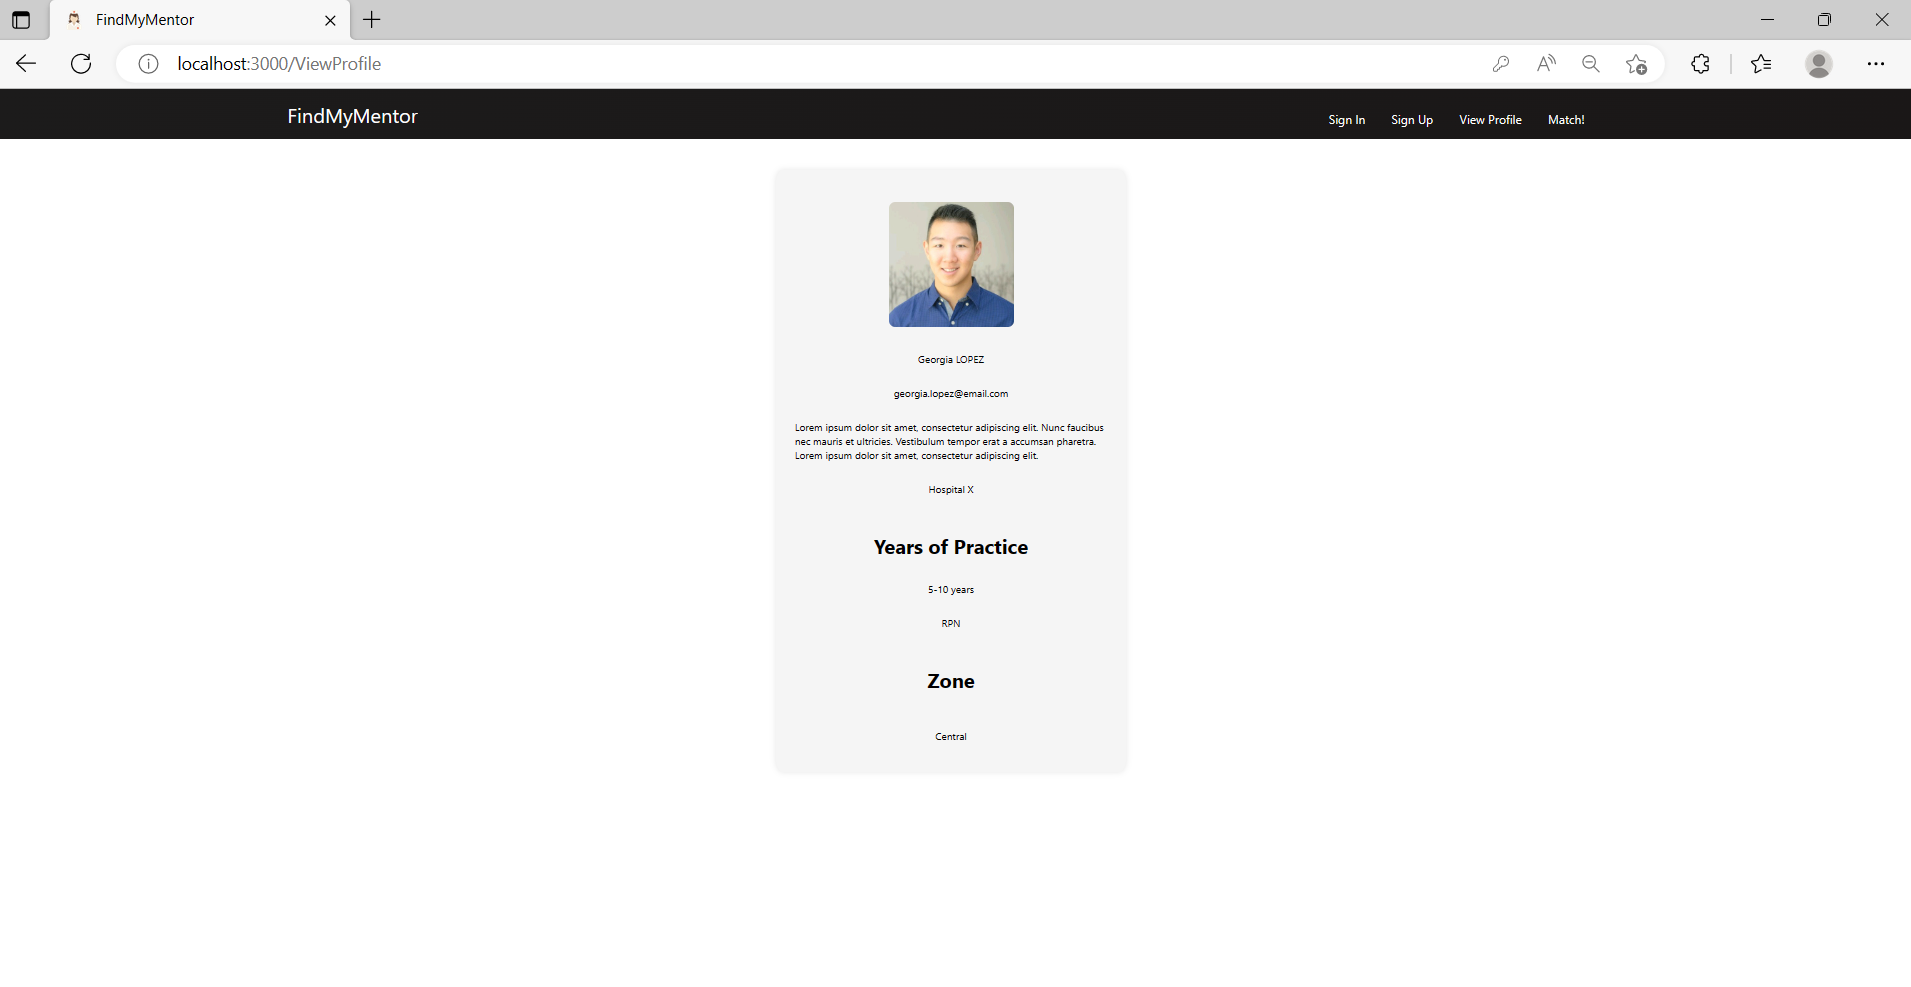 FindMyMentor
localhost:3000/ViewProfile
FindMyMentor
Sign In
Sign Up
View Profile
Match!
Georgia LOPEZ
georgia.lopez@email.com
Lorem ipsum dolor sit amet, consectetur adipiscing elit. Nunc faucibus
nec mauris et ultricies. Vestibulum tempor erat a accumsan pharetra.
Lorem ipsum dolor sit amet, consectetur adipiscing elit.
Hospital X
Years of Practice
5-10 years
RPN
Zone
Central